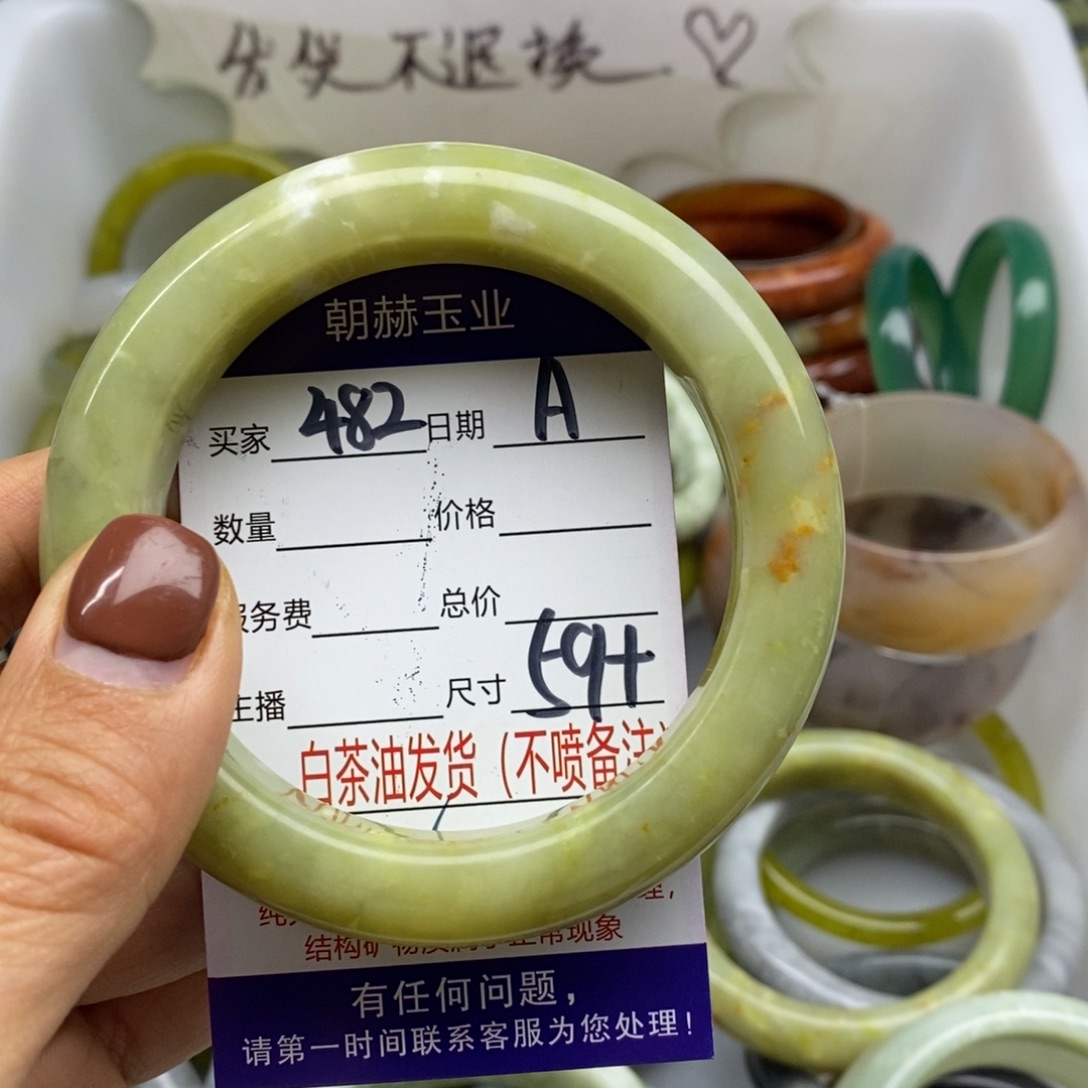 不退换
朝赫玉业
买家 482 日期 A
数量 价格
服务费 总价
主播 尺寸 59+
白茶油发货（不喷备注）
结构矿 正常现象
有任何问题，
请第一时间联系客服为您处理！